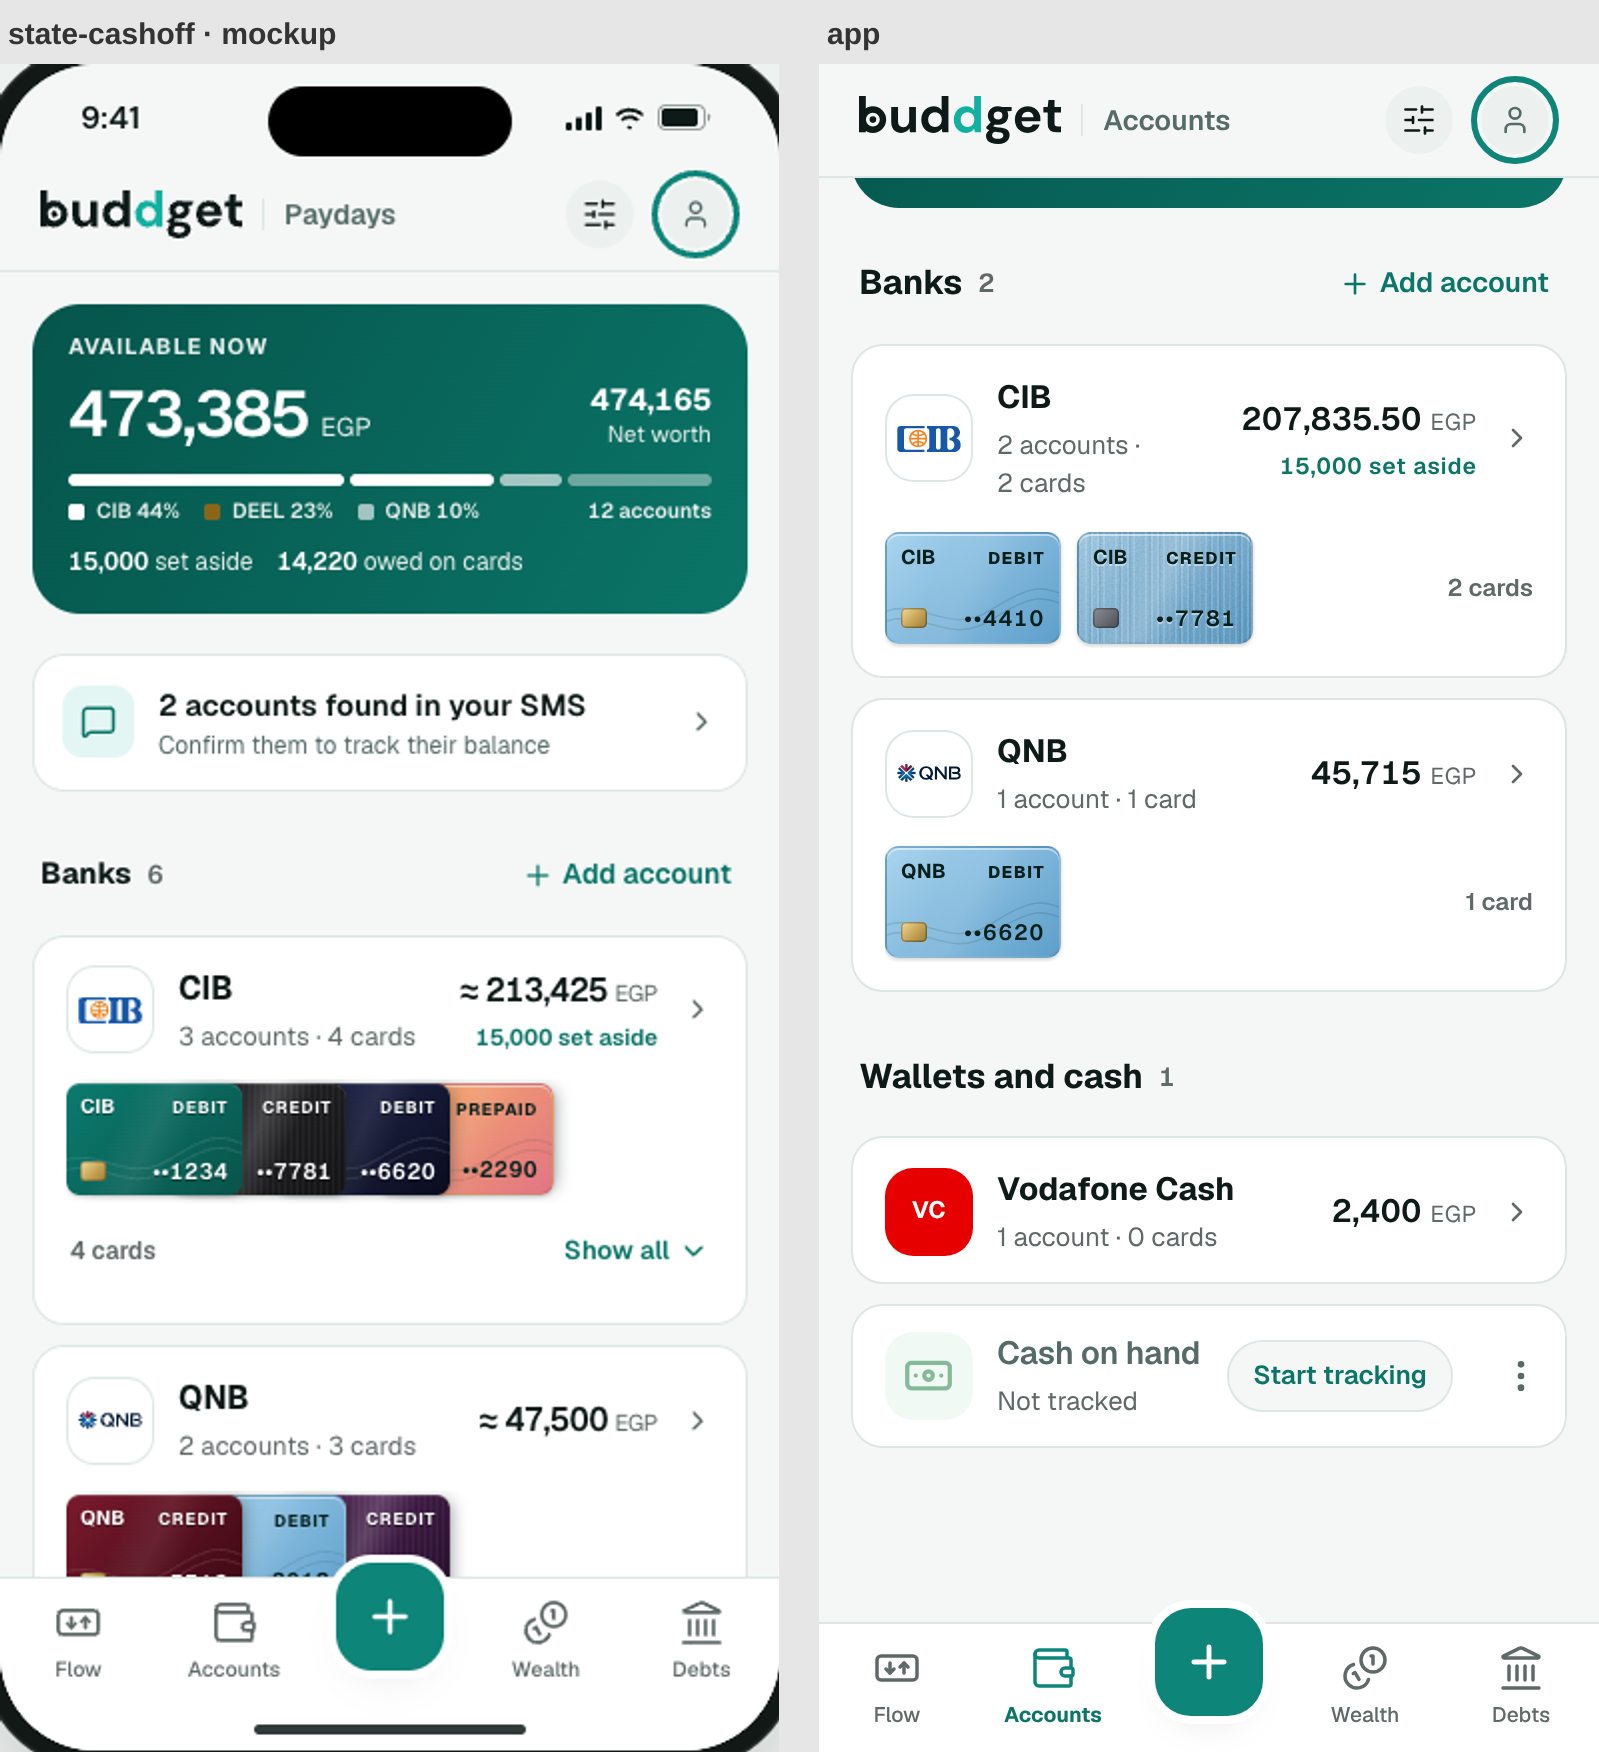 state-cashoff · mockup
9:41
buddget
Paydays
AVAILABLE NOW
473,385 EGP
474,165
Net worth
CIB 44% DEEL 23% QNB 10% 12 accounts
15,000 set aside 14,220 owed on cards
2 accounts found in your SMS
Confirm them to track their balance
Banks 6
+ Add account
CIB
CIB
3 accounts · 4 cards
≈ 213,425 EGP
15,000 set aside
CIB DEBIT CREDIT DEBIT PREPAID
••1234 ••7781 ••6620 ••2290
4 cards
Show all
QNB
QNB
2 accounts · 3 cards
≈ 47,500 EGP
QNB CREDIT DEBIT CREDIT
Flow
Accounts
Wealth
Debts
app
buddget
Accounts
Banks 2
+ Add account
CIB
CIB
2 accounts ·
2 cards
207,835.50 EGP
15,000 set aside
CIB DEBIT
••4410
CIB CREDIT
••7781
2 cards
QNB
QNB
1 account · 1 card
45,715 EGP
QNB DEBIT
••6620
1 card
Wallets and cash 1
VC
Vodafone Cash
1 account · 0 cards
2,400 EGP
Cash on hand
Not tracked
Start tracking
Flow
Accounts
Wealth
Debts